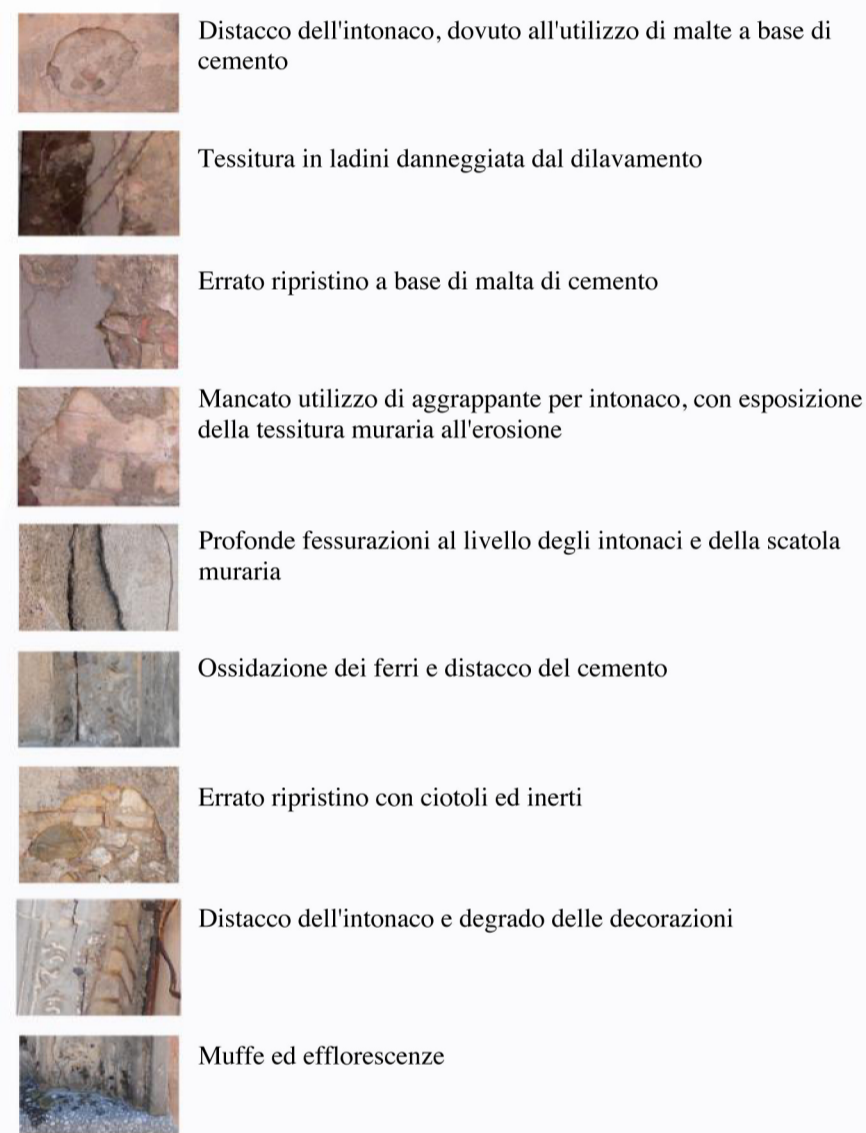 Distacco dell'intonaco, dovuto all'utilizzo di malte a base di
cemento
Tessitura in ladini danneggiata dal dilavamento
Errato ripristino a base di malta di cemento
Mancato utilizzo di aggrappante per intonaco, con esposizione
della tessitura muraria all'erosione
Profonde fessurazioni al livello degli intonaci e della scatola
muraria
Ossidazione dei ferri e distacco del cemento
Errato ripristino con ciotoli ed inerti
Distacco dell'intonaco e degrado delle decorazioni
Muffe ed efflorescenze